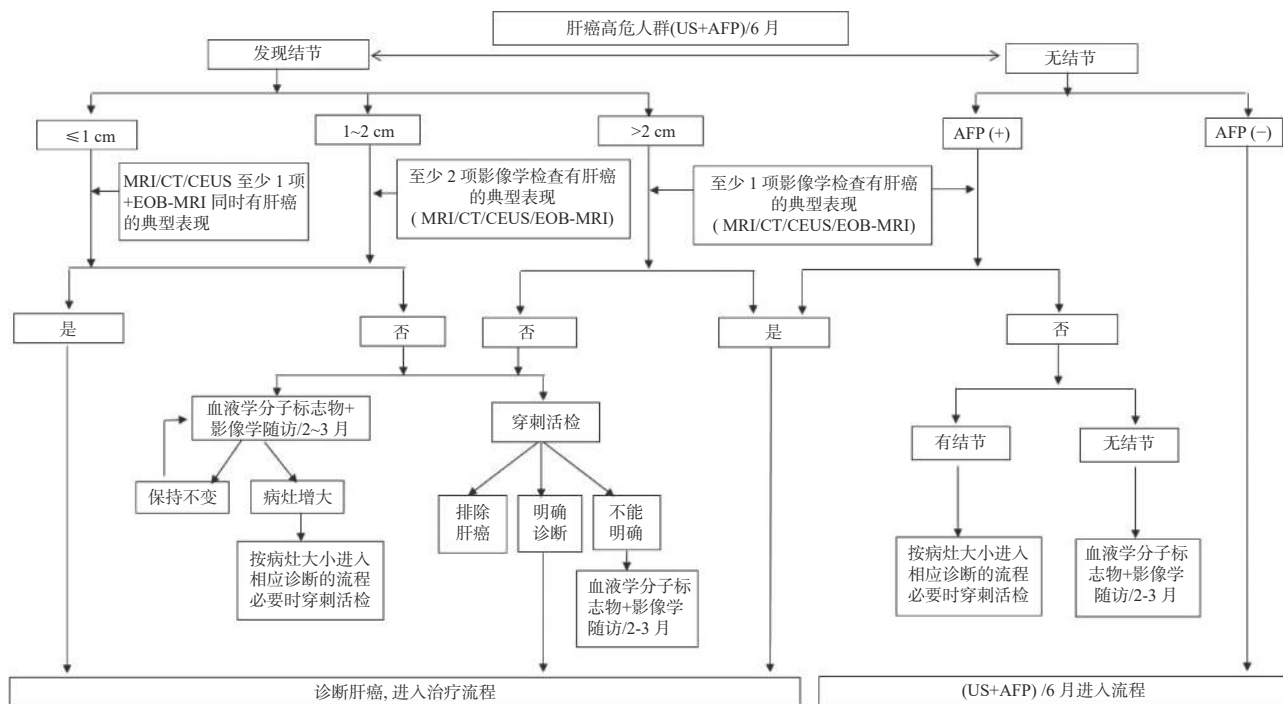 肝癌高危人群(US+AFP)/6 月
发现结节
无结节
≤1 cm
1~2 cm
>2 cm
AFP (+)
AFP (−)
MRI/CT/CEUS 至少 1 项
+EOB-MRI 同时有肝癌
的典型表现
至少 2 项影像学检查有肝癌
的典型表现
( MRI/CT/CEUS/EOB-MRI)
至少 1 项影像学检查有肝癌
的典型表现
( MRI/CT/CEUS/EOB-MRI)
是
否
否
是
否
血液学分子标志物+
影像学随访/2~3 月
穿刺活检
有结节
无结节
保持不变
病灶增大
排除
肝癌
明确
诊断
不能
明确
按病灶大小进入
相应诊断的流程
必要时穿刺活检
血液学分子标
志物+影像学
随访/2-3 月
按病灶大小进入
相应诊断的流程
必要时穿刺活检
血液学分子标
志物+影像学
随访/2-3 月
诊断肝癌, 进入治疗流程
(US+AFP) /6 月进入流程